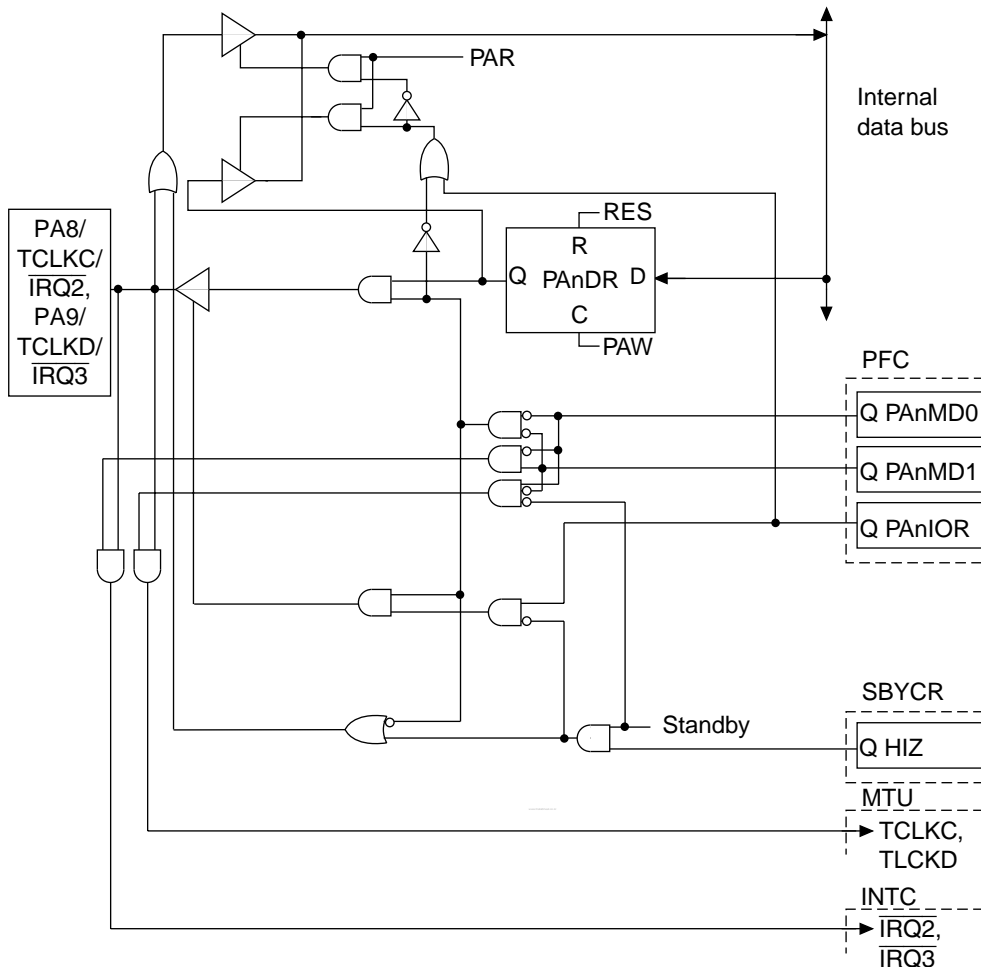 PAR
Internal
data bus
RES
R
Q PAnDR D
C
PAW
PA8/
TCLKC/
IRQ2,
PA9/
TCLKD/
IRQ3
PFC
Q PAnMD0
Q PAnMD1
Q PAnIOR
SBYCR
Standby
Q HIZ
MTU
TCLKC,
TLCKD
INTC
IRQ2,
IRQ3